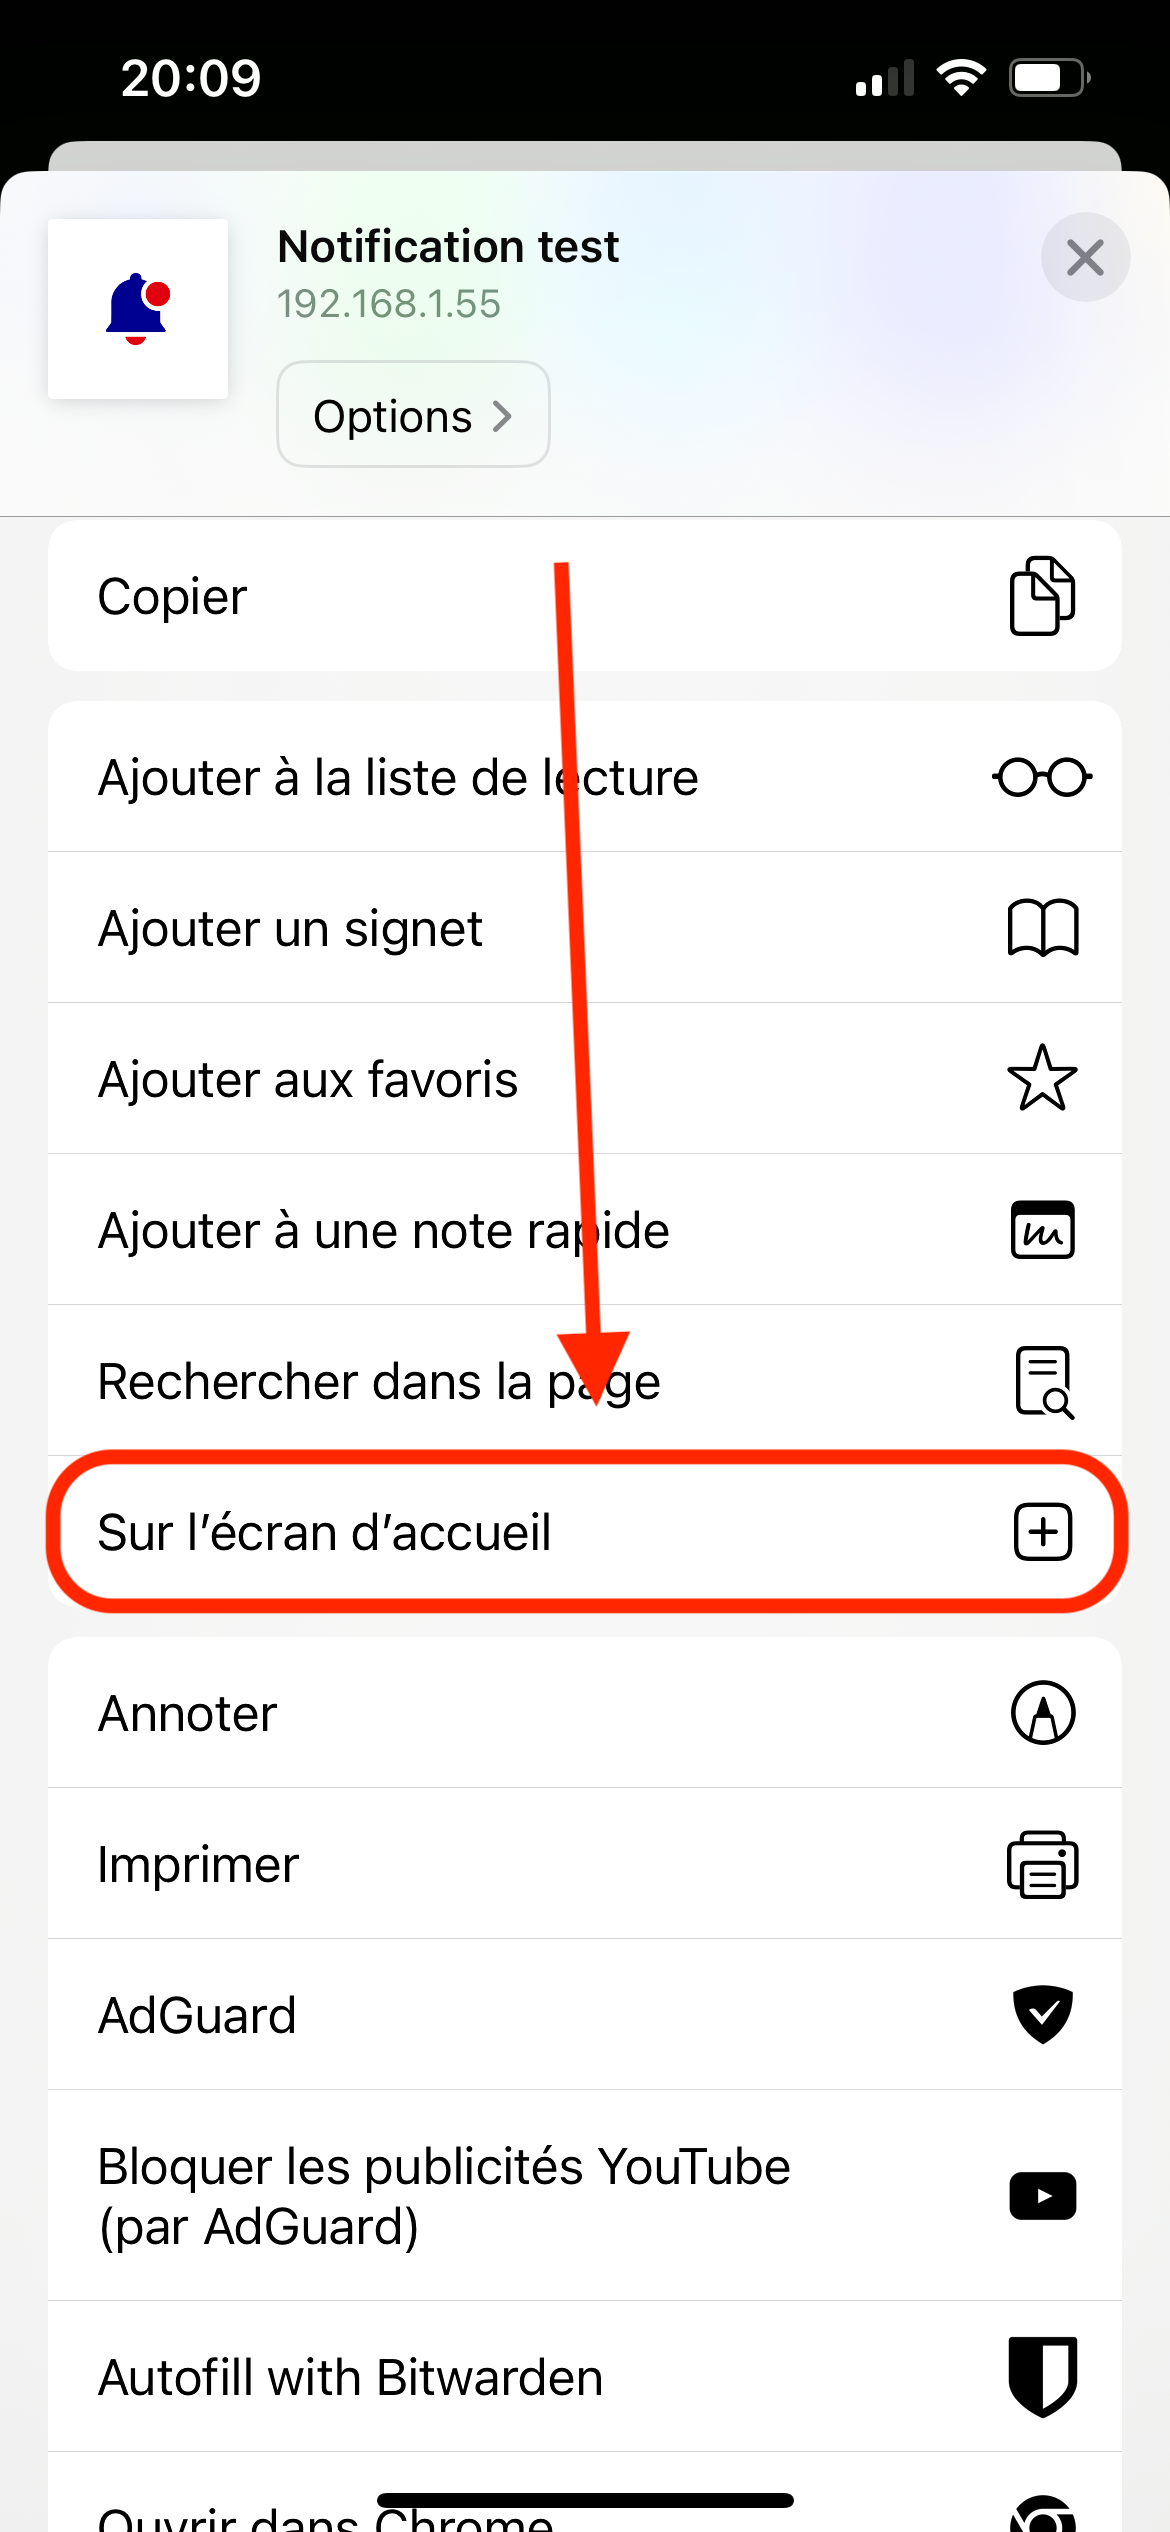 20:09
Notification test
192.168.1.55
Options
Copier
Ajouter à la liste de lecture
Ajouter un signet
Ajouter aux favoris
Ajouter à une note rapide
Rechercher dans la page
Sur l’écran d’accueil
Annoter
Imprimer
AdGuard
Bloquer les publicités YouTube
(par AdGuard)
Autofill with Bitwarden
Ouvrir dans Chrome